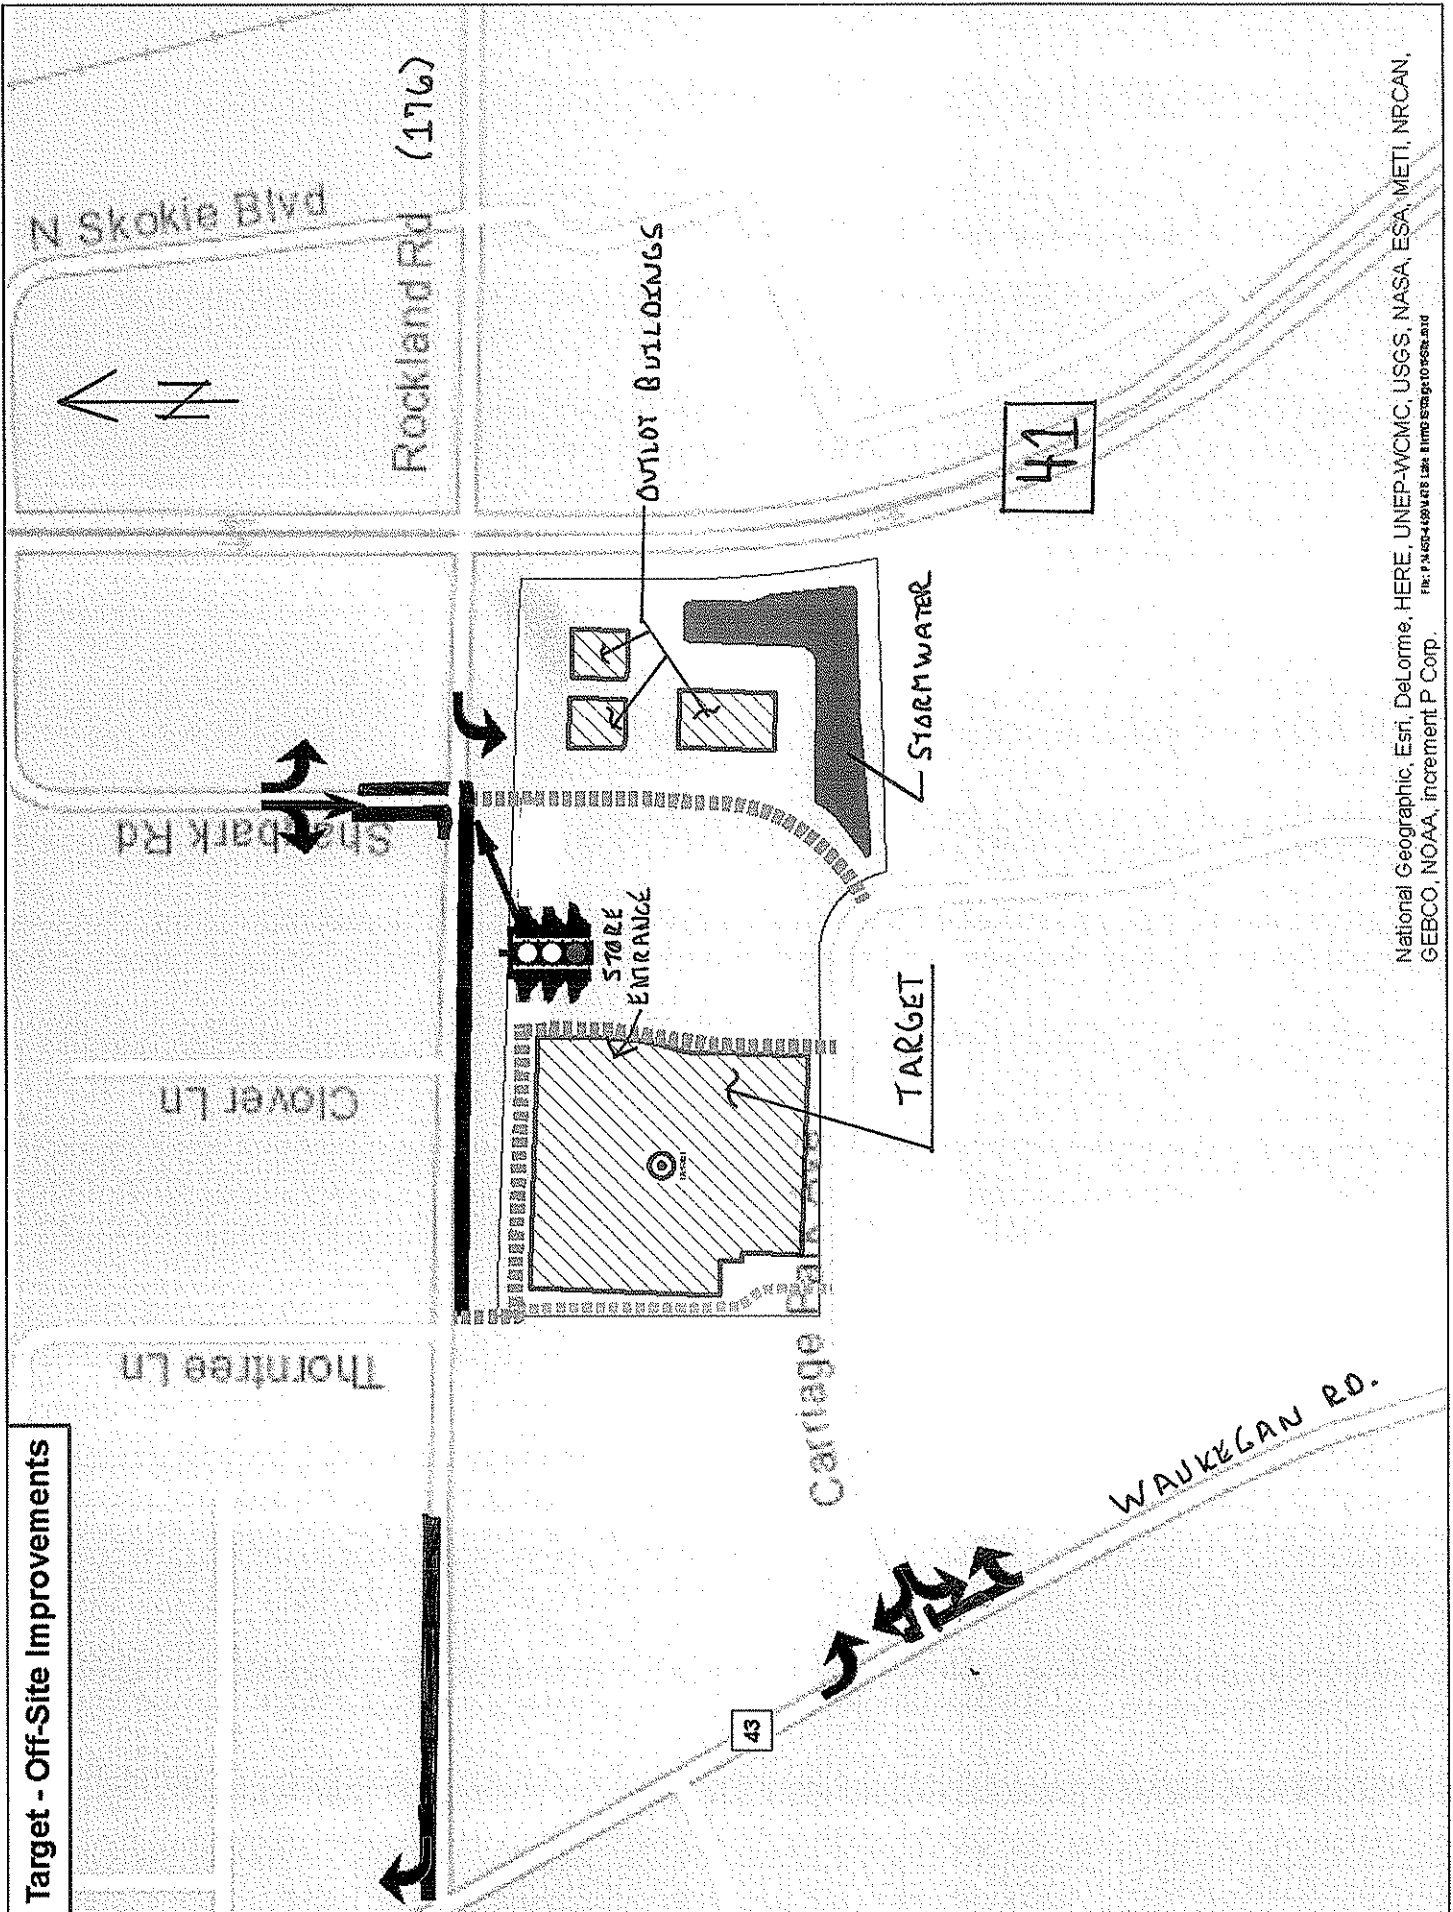 Target - Off-Site Improvements
N Skokie Blvd
Rockland Rd (176)
Shagbark Rd
Clover Ln
Thorntree Ln
OUTLOT BUILDINGS
STORE
ENTRANCE
STORMWATER
TARGET
41
Carriage Park Ave
43
WAUKEGAN RD.
National Geographic, Esri, DeLorme, HERE, UNEP-WCMC, USGS, NASA, ESA, METI, NRCAN,
GEBCO, NOAA, increment P Corp.